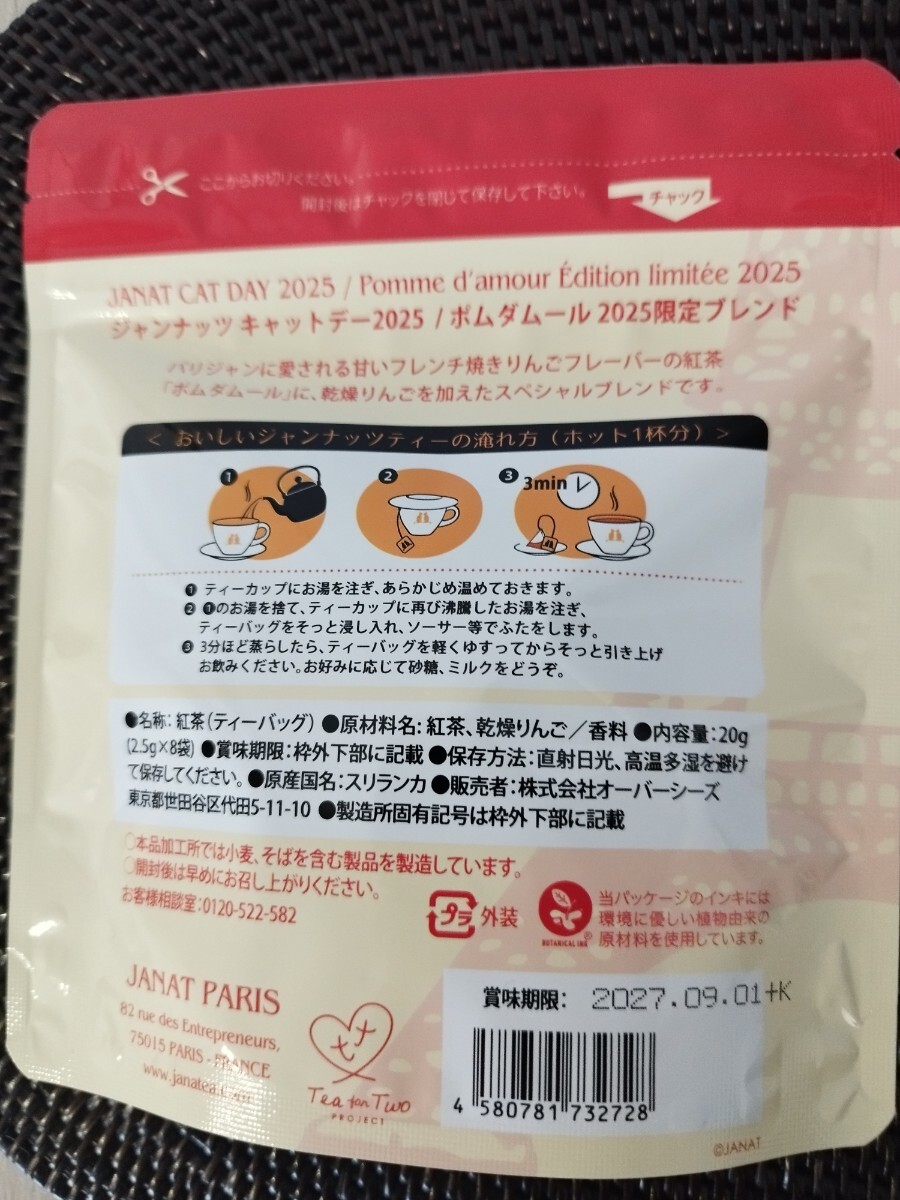 ここからお切りください。
開封後はチャックを閉じて保存して下さい。
チャック
JANAT CAT DAY 2025 / Pomme d'amour Édition limitée 2025
ジャンナッツ キャットデー2025 / ポムダムール 2025限定ブレンド
パリジャンに愛される甘いフレンチ焼きりんごフレーバーの紅茶
「ポムダムール」に、乾燥りんごを加えたスペシャルブレンドです。
< おいしいジャンナッツティーの淹れ方（ホット1杯分）>
❶ ❷ ❸ 3min
❶ ティーカップにお湯を注ぎ、あらかじめ温めておきます。
❷ ❶のお湯を捨て、ティーカップに再び沸騰したお湯を注ぎ、
ティーバッグをそっと浸し入れ、ソーサー等でふたをします。
❸ 3分ほど蒸らしたら、ティーバッグを軽くゆすってからそっと引き上げ
お飲みください。お好みに応じて砂糖、ミルクをどうぞ。
●名称：紅茶（ティーバッグ） ●原材料名：紅茶、乾燥りんご／香料 ●内容量：20g
(2.5g×8袋) ●賞味期限：枠外下部に記載 ●保存方法：直射日光、高温多湿を避け
て保存してください。●原産国名：スリランカ ●販売者：株式会社オーバーシーズ
東京都世田谷区代田5-11-10 ●製造所固有記号は枠外下部に記載
○本品加工所では小麦、そばを含む製品を製造しています。
○開封後は早めにお召し上がりください。
お客様相談室：0120-522-582
プラ 外装
BOTANICAL INK®
当パッケージのインキには
環境に優しい植物由来の
原材料を使用しています。
JANAT PARIS
82 rue des Entrepreneurs,
75015 PARIS - FRANCE
www.janatea.com
Tea for Two
PROJECT
賞味期限： 2027.09.01+K
4 580781 732728
©JANAT